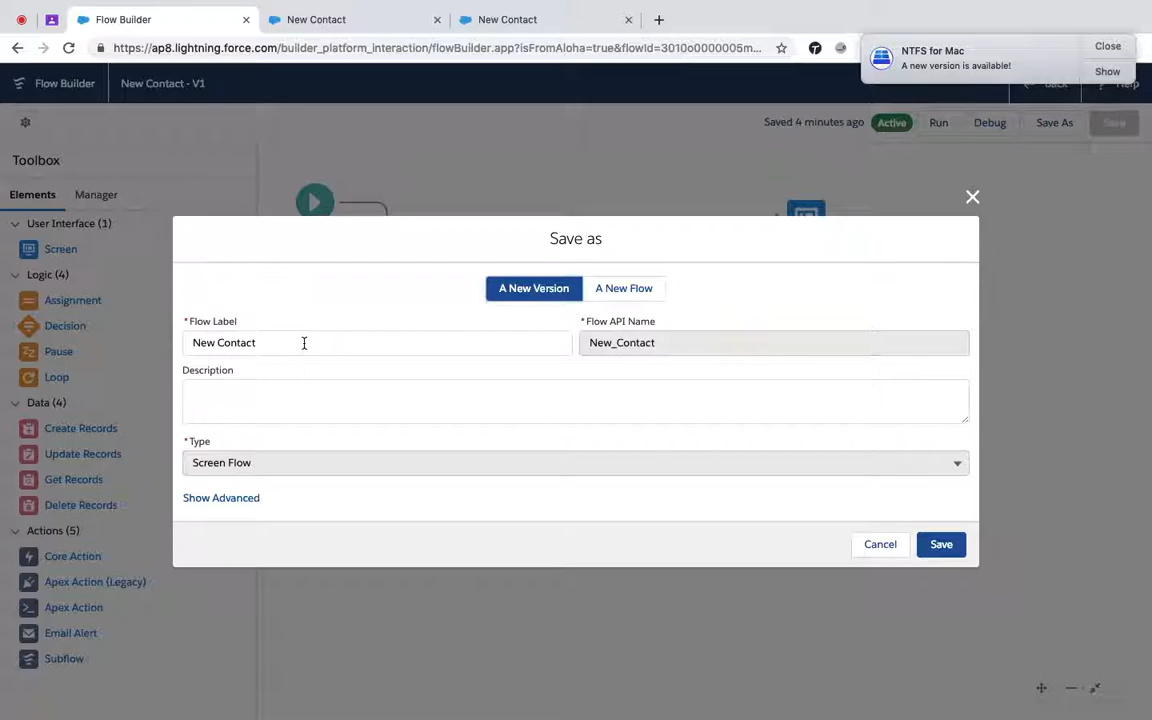 Flow Builder
New Contact
New Contact
https://ap8.lightning.force.com/builder_platform_interaction/flowBuilder.app?isFromAloha=true&flowId=3010o0000005m...
NTFS for Mac
A new version is available!
Close
Show
Flow Builder
New Contact - V1
Back
Help
Saved 4 minutes ago
Active
Run
Debug
Save As
Save
Toolbox
Elements
Manager
User Interface (1)
Screen
Logic (4)
Assignment
Decision
Pause
Loop
Data (4)
Create Records
Update Records
Get Records
Delete Records
Actions (5)
Core Action
Apex Action (Legacy)
Apex Action
Email Alert
Subflow
Save as
A New Version
A New Flow
*Flow Label
New Contact
*Flow API Name
New_Contact
Description
*Type
Screen Flow
Show Advanced
Cancel
Save